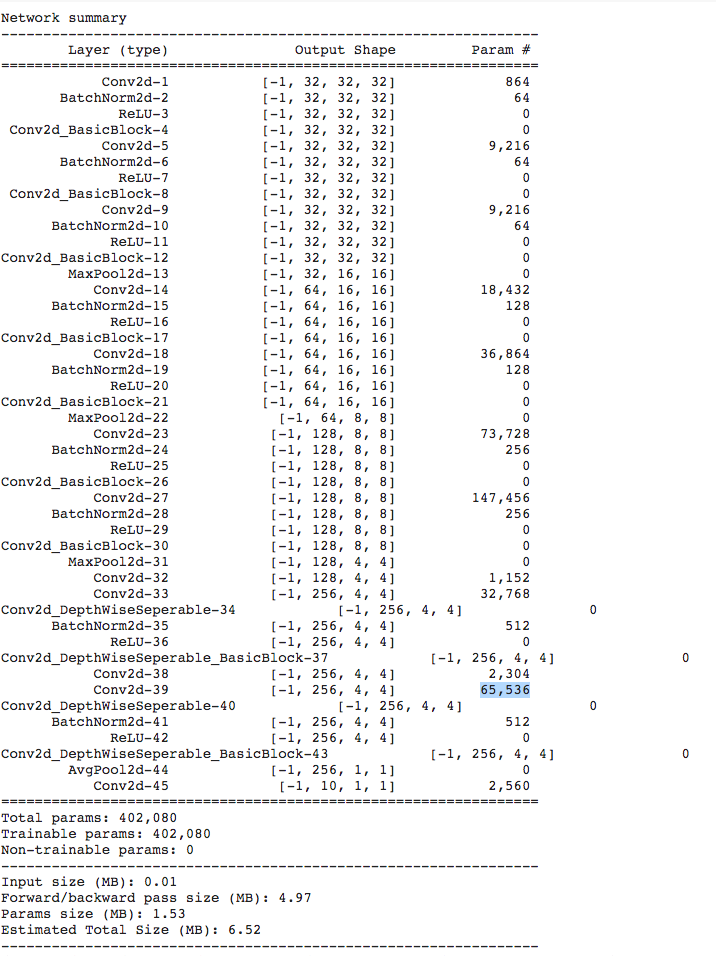 Network summary
----------------------------------------------------------------
Layer (type) Output Shape Param #
================================================================
Conv2d-1 [-1, 32, 32, 32] 864
BatchNorm2d-2 [-1, 32, 32, 32] 64
ReLU-3 [-1, 32, 32, 32] 0
Conv2d_BasicBlock-4 [-1, 32, 32, 32] 0
Conv2d-5 [-1, 32, 32, 32] 9,216
BatchNorm2d-6 [-1, 32, 32, 32] 64
ReLU-7 [-1, 32, 32, 32] 0
Conv2d_BasicBlock-8 [-1, 32, 32, 32] 0
Conv2d-9 [-1, 32, 32, 32] 9,216
BatchNorm2d-10 [-1, 32, 32, 32] 64
ReLU-11 [-1, 32, 32, 32] 0
Conv2d_BasicBlock-12 [-1, 32, 32, 32] 0
MaxPool2d-13 [-1, 32, 16, 16] 0
Conv2d-14 [-1, 64, 16, 16] 18,432
BatchNorm2d-15 [-1, 64, 16, 16] 128
ReLU-16 [-1, 64, 16, 16] 0
Conv2d_BasicBlock-17 [-1, 64, 16, 16] 0
Conv2d-18 [-1, 64, 16, 16] 36,864
BatchNorm2d-19 [-1, 64, 16, 16] 128
ReLU-20 [-1, 64, 16, 16] 0
Conv2d_BasicBlock-21 [-1, 64, 16, 16] 0
MaxPool2d-22 [-1, 64, 8, 8] 0
Conv2d-23 [-1, 128, 8, 8] 73,728
BatchNorm2d-24 [-1, 128, 8, 8] 256
ReLU-25 [-1, 128, 8, 8] 0
Conv2d_BasicBlock-26 [-1, 128, 8, 8] 0
Conv2d-27 [-1, 128, 8, 8] 147,456
BatchNorm2d-28 [-1, 128, 8, 8] 256
ReLU-29 [-1, 128, 8, 8] 0
Conv2d_BasicBlock-30 [-1, 128, 8, 8] 0
MaxPool2d-31 [-1, 128, 4, 4] 0
Conv2d-32 [-1, 128, 4, 4] 1,152
Conv2d-33 [-1, 256, 4, 4] 32,768
Conv2d_DepthWiseSeperable-34 [-1, 256, 4, 4] 0
BatchNorm2d-35 [-1, 256, 4, 4] 512
ReLU-36 [-1, 256, 4, 4] 0
Conv2d_DepthWiseSeperable_BasicBlock-37 [-1, 256, 4, 4] 0
Conv2d-38 [-1, 256, 4, 4] 2,304
Conv2d-39 [-1, 256, 4, 4] 65,536
Conv2d_DepthWiseSeperable-40 [-1, 256, 4, 4] 0
BatchNorm2d-41 [-1, 256, 4, 4] 512
ReLU-42 [-1, 256, 4, 4] 0
Conv2d_DepthWiseSeperable_BasicBlock-43 [-1, 256, 4, 4] 0
AvgPool2d-44 [-1, 256, 1, 1] 0
Conv2d-45 [-1, 10, 1, 1] 2,560
================================================================
Total params: 402,080
Trainable params: 402,080
Non-trainable params: 0
----------------------------------------------------------------
Input size (MB): 0.01
Forward/backward pass size (MB): 4.97
Params size (MB): 1.53
Estimated Total Size (MB): 6.52
----------------------------------------------------------------